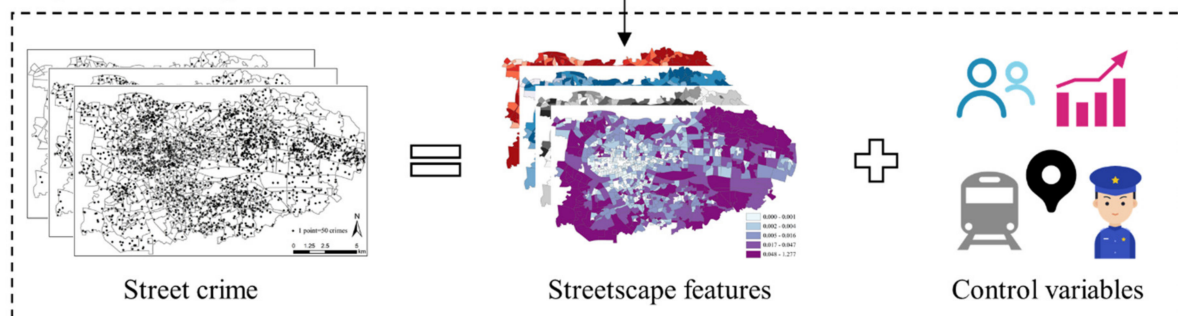 N
1 point=50 crimes
0 1.25 2.5 5
km
0.000 - 0.001
0.002 - 0.004
0.005 - 0.016
0.017 - 0.047
0.048 - 1.277
Street crime
Streetscape features
Control variables